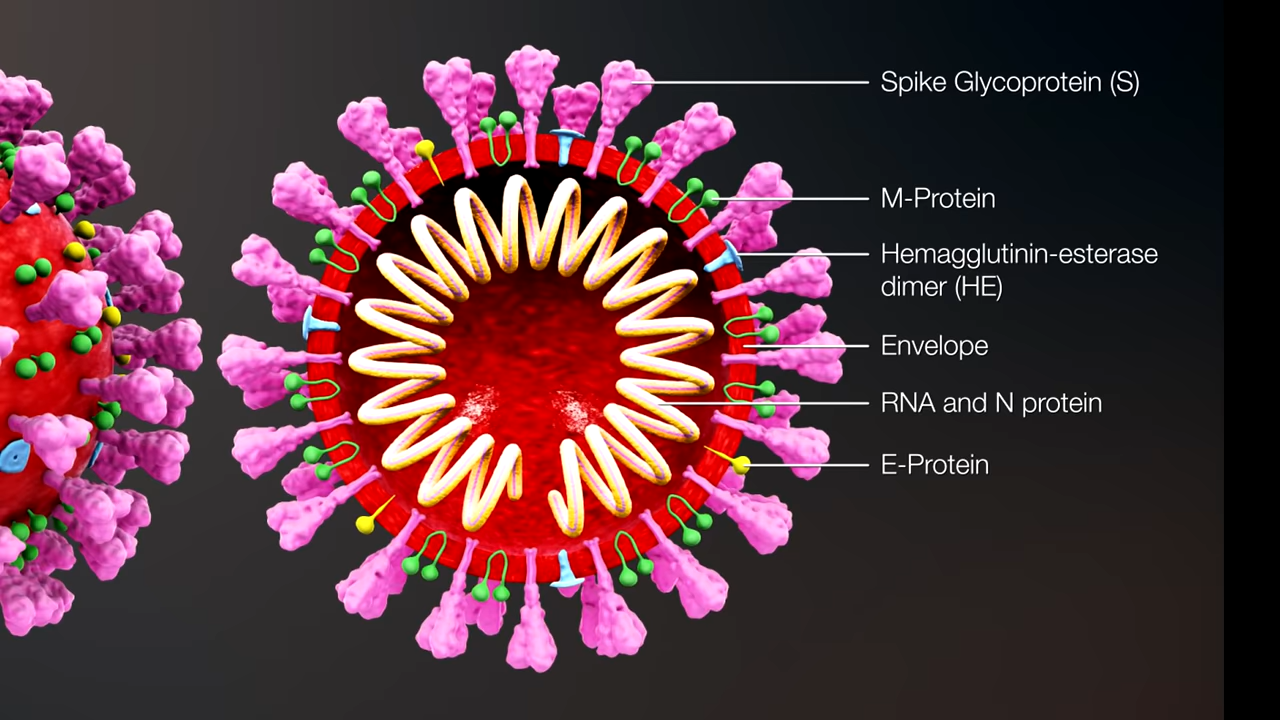 Spike Glycoprotein (S)
M-Protein
Hemagglutinin-esterase
dimer (HE)
Envelope
RNA and N protein
E-Protein